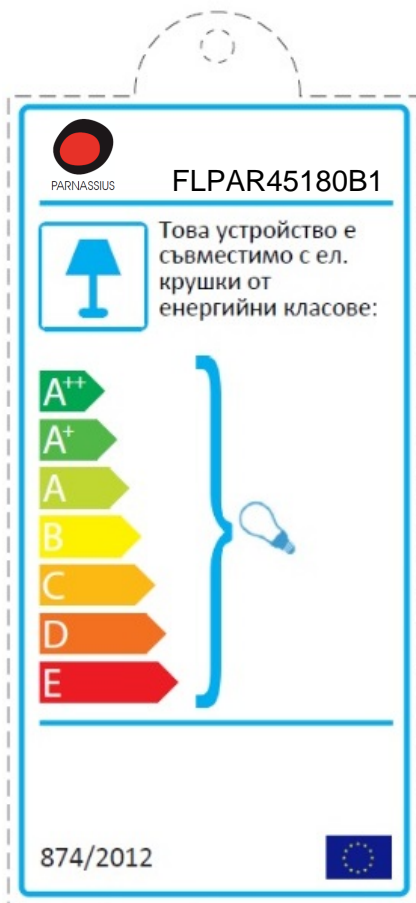 PARNASSIUS
FLPAR45180B1
Това устройство е
съвместимо с ел.
крушки от
енергийни класове:
A++
A+
A
B
C
D
E
874/2012